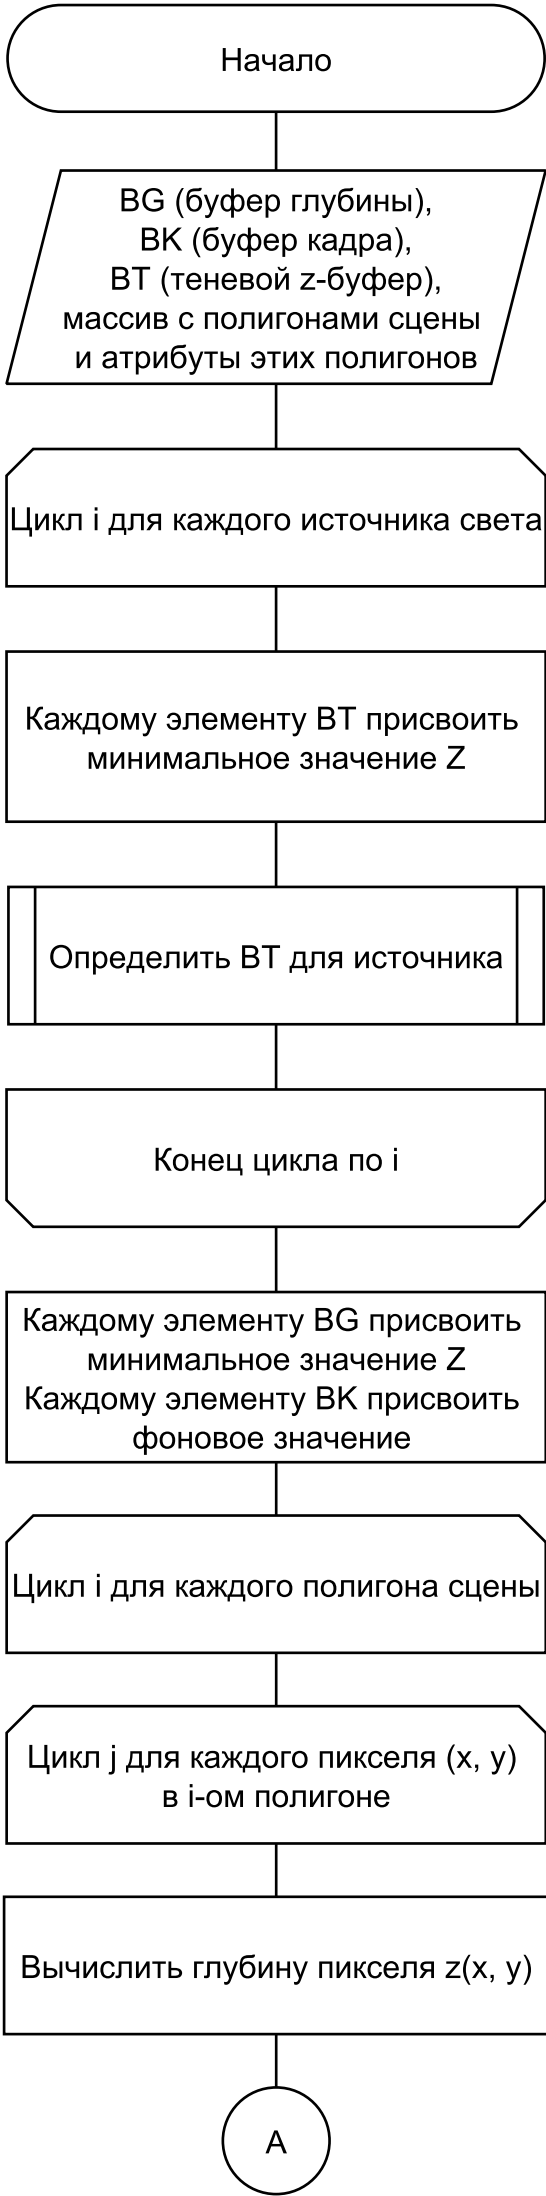 Начало
BG (буфер глубины),
BK (буфер кадра),
BT (теневой z-буфер),
массив с полигонами сцены
и атрибуты этих полигонов
Цикл i для каждого источника света
Каждому элементу BT присвоить
минимальное значение Z
Определить BT для источника
Конец цикла по i
Каждому элементу BG присвоить
минимальное значение Z
Каждому элементу BK присвоить
фоновое значение
Цикл i для каждого полигона сцены
Цикл j для каждого пикселя (x, y)
в i-ом полигоне
Вычислить глубину пикселя z(x, y)
A